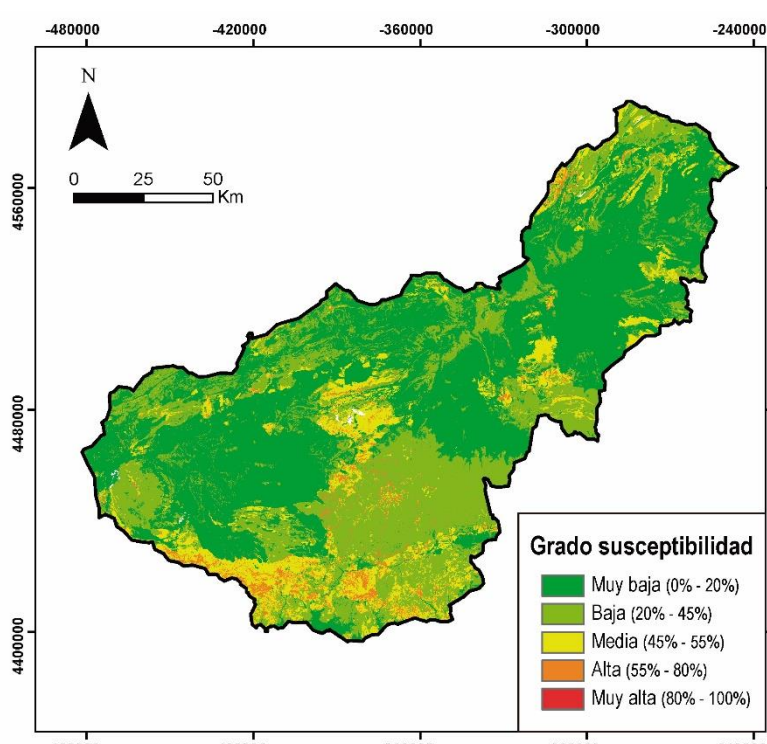 -480000 -420000 -360000 -300000 -240000
N
0 25 50
Km
4560000
4480000
4400000
Grado susceptibilidad
Muy baja (0% - 20%)
Baja (20% - 45%)
Media (45% - 55%)
Alta (55% - 80%)
Muy alta (80% - 100%)